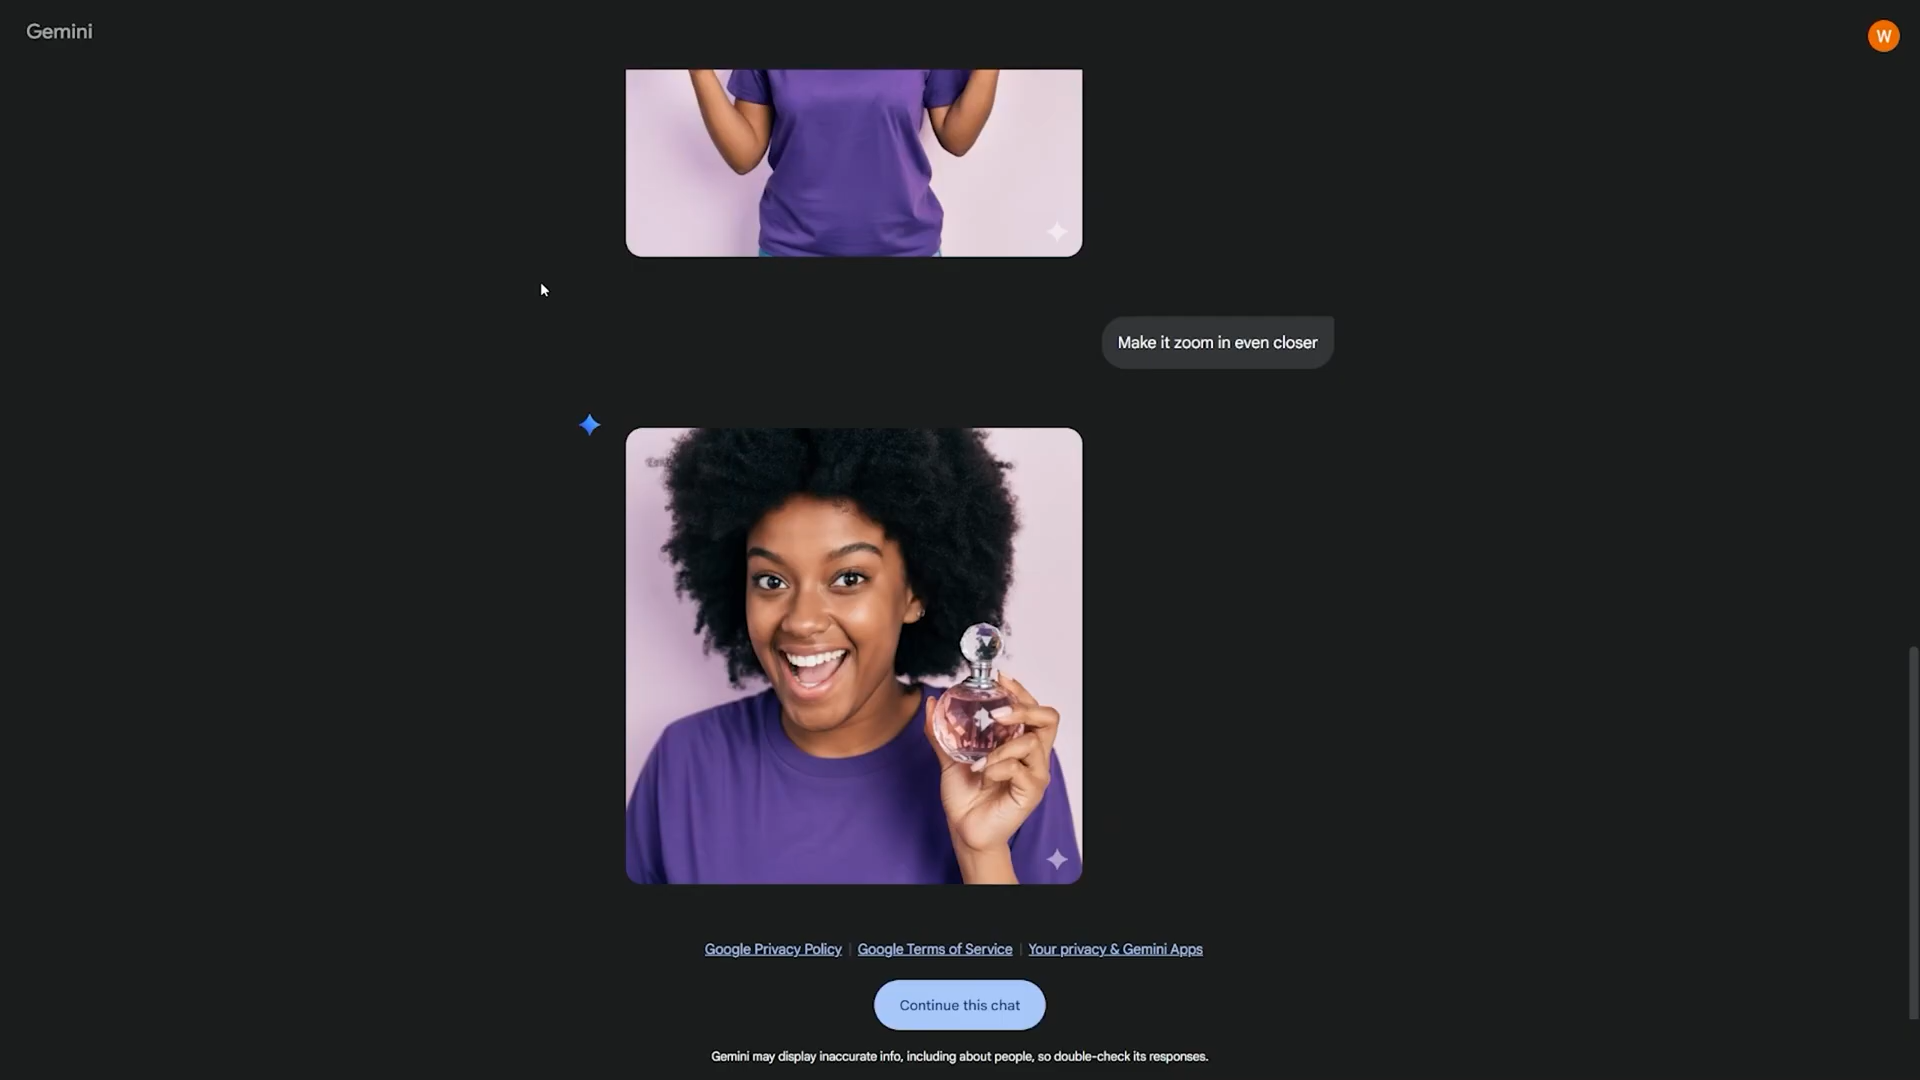 Gemini
W
Make it zoom in even closer
Google Privacy Policy | Google Terms of Service | Your privacy & Gemini Apps
Continue this chat
Gemini may display inaccurate info, including about people, so double-check its responses.